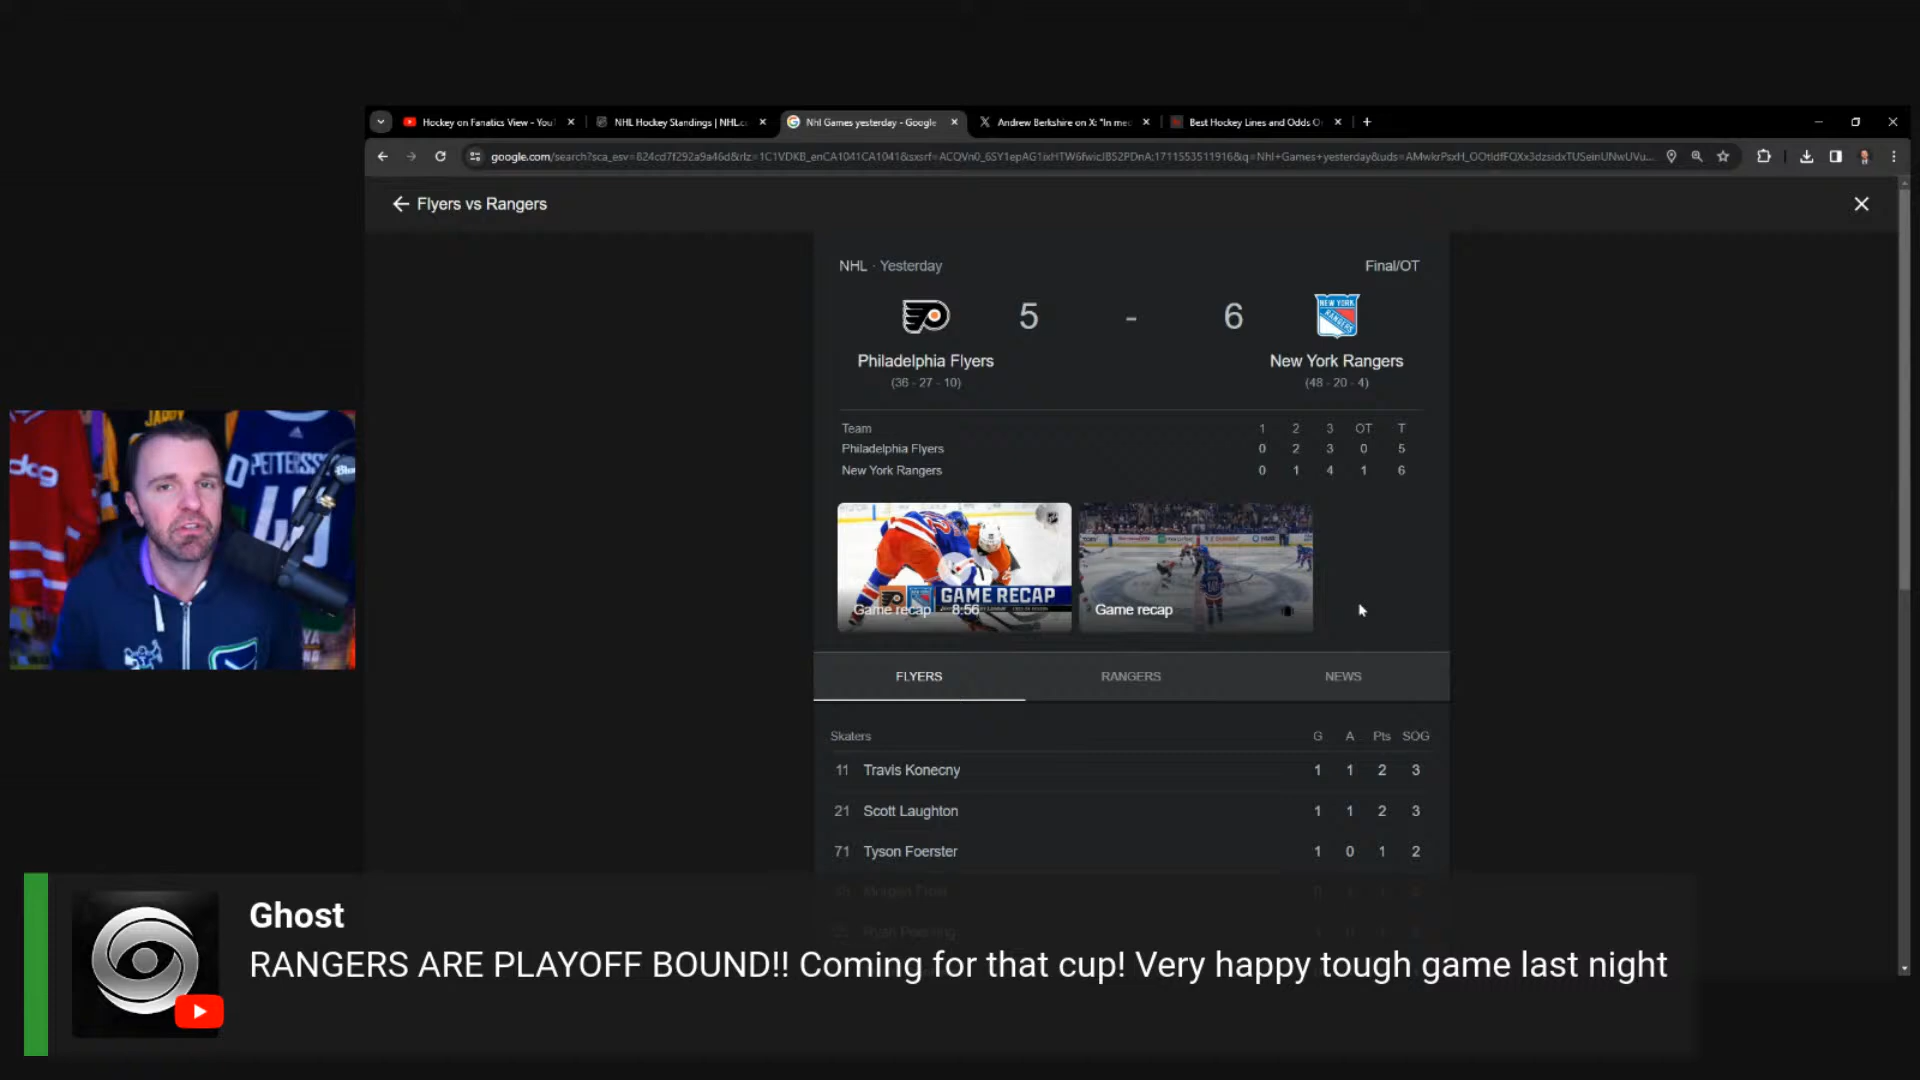 Hockey on Fanatics View - You
NHL Hockey Standings | NHL.c
Nhl Games yesterday - Google
Andrew Berkshire on X: "In me
Best Hockey Lines and Odds O
Flyers vs Rangers
NHL · Yesterday
Final/OT
5 - 6
NEW YORK RANGERS
Philadelphia Flyers
New York Rangers
(36 - 27 - 10)
(48 - 20 - 4)
Team 1 2 3 OT T
Philadelphia Flyers 0 2 3 0 5
New York Rangers 0 1 4 1 6
GAME RECAP
Game recap 8:56
Game recap
FLYERS RANGERS NEWS
Skaters G A Pts SOG
11 Travis Konecny 1 1 2 3
21 Scott Laughton 1 1 2 3
71 Tyson Foerster 1 0 1 2
PETTERSS
40
Ghost
RANGERS ARE PLAYOFF BOUND!! Coming for that cup! Very happy tough game last night